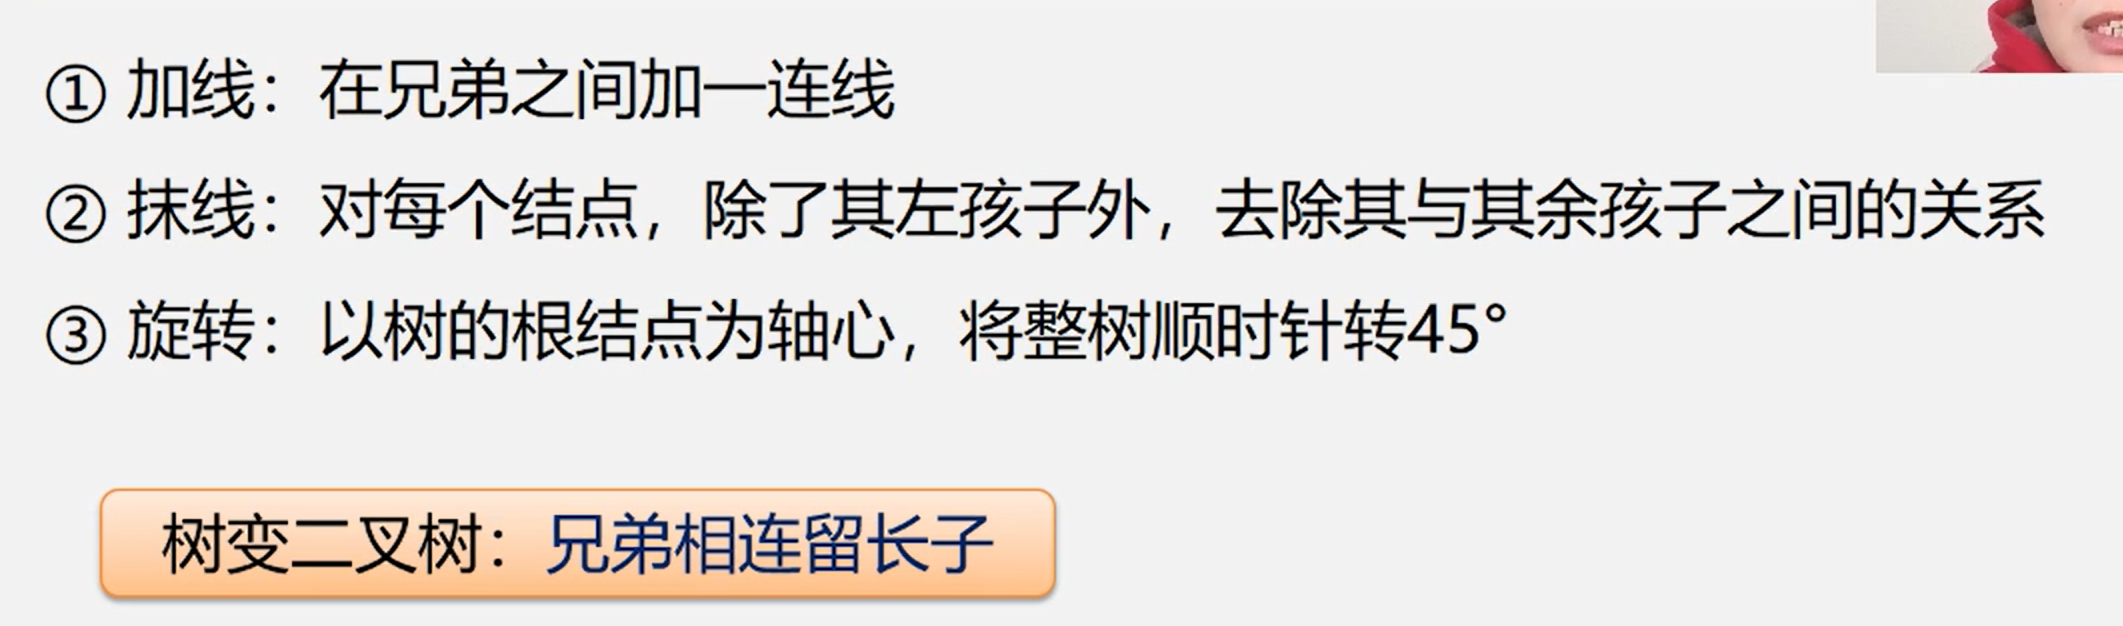 ① 加线：在兄弟之间加一连线
② 抹线：对每个结点，除了其左孩子外，去除其与其余孩子之间的关系
③ 旋转：以树的根结点为轴心，将整树顺时针转45°
树变二叉树：兄弟相连留长子